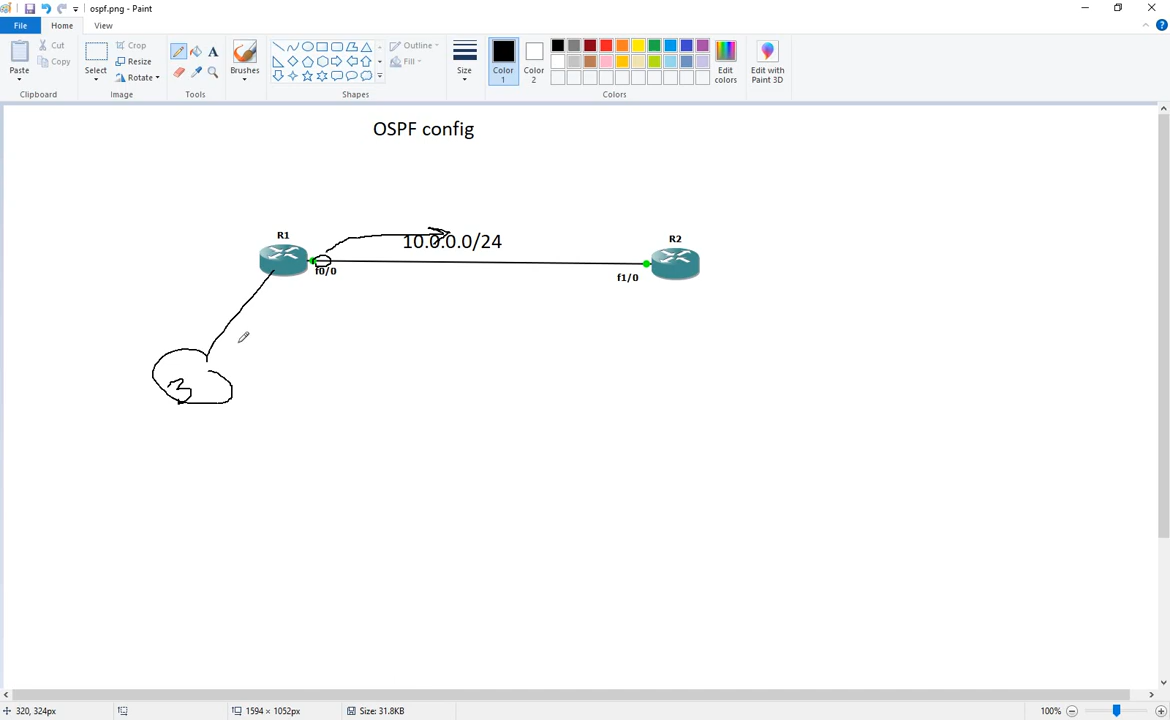 ospf.png - Paint
File
Home
View
Paste
Cut
Copy
Clipboard
Select
Crop
Resize
Rotate
Image
Tools
Brushes
Outline
Fill
Shapes
Size
Color 1
Color 2
Colors
Edit colors
Edit with Paint 3D
OSPF config
R1
10.0.0.0/24
R2
f0/0
f1/0
3
320, 324px
1594 × 1052px
Size: 31.8KB
100%